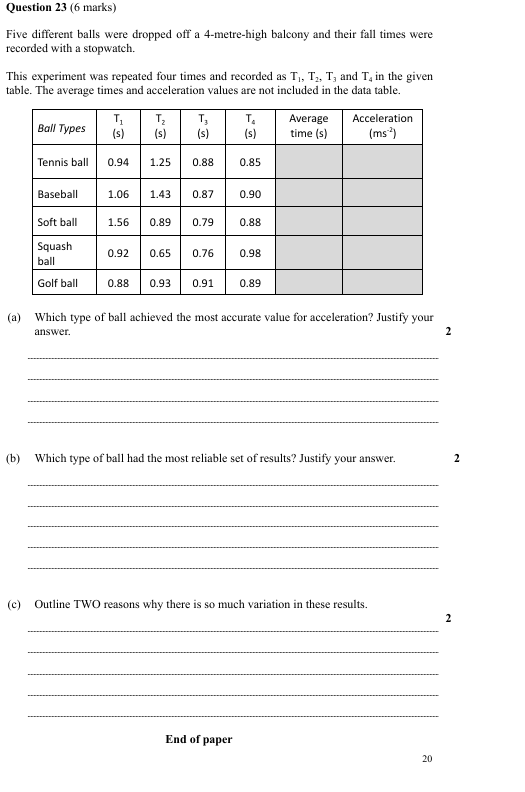 Question 23 (6 marks)
Five different balls were dropped off a 4-metre-high balcony and their fall times were
recorded with a stopwatch.
This experiment was repeated four times and recorded as T₁, T₂, T₃ and T₄ in the given
table. The average times and acceleration values are not included in the data table.
Ball Types T₁ (s) T₂ (s) T₃ (s) T₄ (s) Average time (s) Acceleration (ms⁻²)
Tennis ball 0.94 1.25 0.88 0.85
Baseball 1.06 1.43 0.87 0.90
Soft ball 1.56 0.89 0.79 0.88
Squash ball 0.92 0.65 0.76 0.98
Golf ball 0.88 0.93 0.91 0.89
(a) Which type of ball achieved the most accurate value for acceleration? Justify your
answer. 2
(b) Which type of ball had the most reliable set of results? Justify your answer. 2
(c) Outline TWO reasons why there is so much variation in these results.
2
End of paper
20